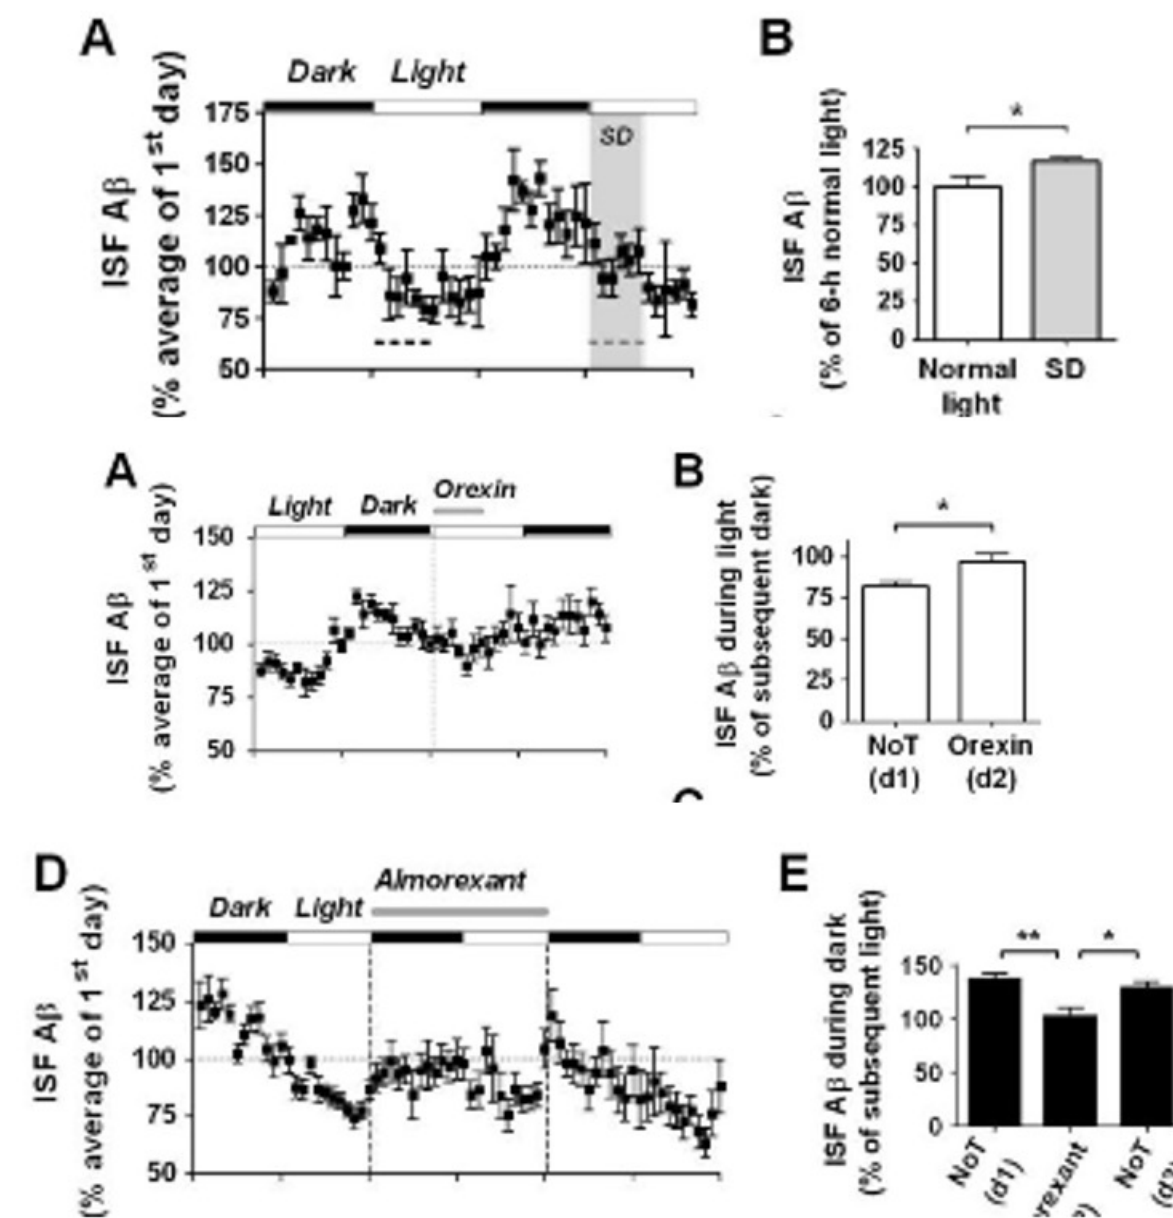 A
B
Dark Light
SD
ISF Aβ
(% average of 1st day)
175
150
125
100
75
50
*
ISF Aβ
(% of 6-h normal light)
125
100
75
50
25
0
Normal light
SD
A
B
Orexin
Light Dark
ISF Aβ
(% average of 1st day)
150
125
100
75
50
*
ISF Aβ during light
(% of subsequent dark)
100
75
50
25
0
NoT (d1)
Orexin (d2)
D
E
Almorexant
Dark Light
ISF Aβ
(% average of 1st day)
150
125
100
75
50
** *
ISF Aβ during dark
(% of subsequent light)
150
100
50
0
NoT (d1)
NoT